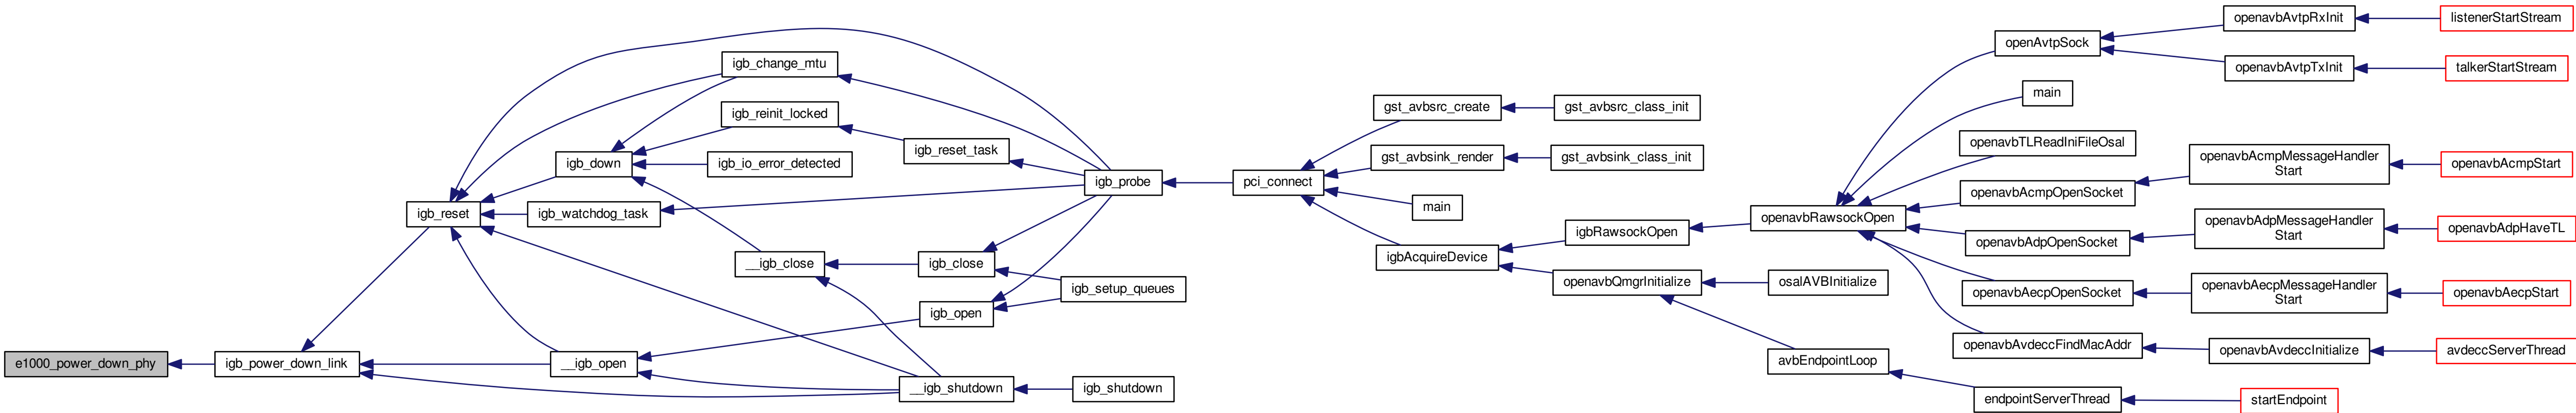 e1000_power_down_phy
igb_power_down_link
igb_reset
__igb_open
igb_down
igb_watchdog_task
igb_change_mtu
igb_reinit_locked
igb_io_error_detected
__igb_close
igb_reset_task
igb_close
igb_open
__igb_shutdown
igb_probe
igb_setup_queues
igb_shutdown
pci_connect
gst_avbsrc_create
gst_avbsink_render
main
igbAcquireDevice
gst_avbsrc_class_init
gst_avbsink_class_init
igbRawsockOpen
openavbQmgrInitialize
openavbRawsockOpen
osalAVBInitialize
avbEndpointLoop
openAvtpSock
main
openavbTLReadIniFileOsal
openavbAcmpOpenSocket
openavbAdpOpenSocket
openavbAecpOpenSocket
openavbAvdeccFindMacAddr
endpointServerThread
openavbAvtpRxInit
openavbAvtpTxInit
openavbAcmpMessageHandler
Start
openavbAdpMessageHandler
Start
openavbAecpMessageHandler
Start
openavbAvdeccInitialize
startEndpoint
listenerStartStream
talkerStartStream
openavbAcmpStart
openavbAdpHaveTL
openavbAecpStart
avdeccServerThread